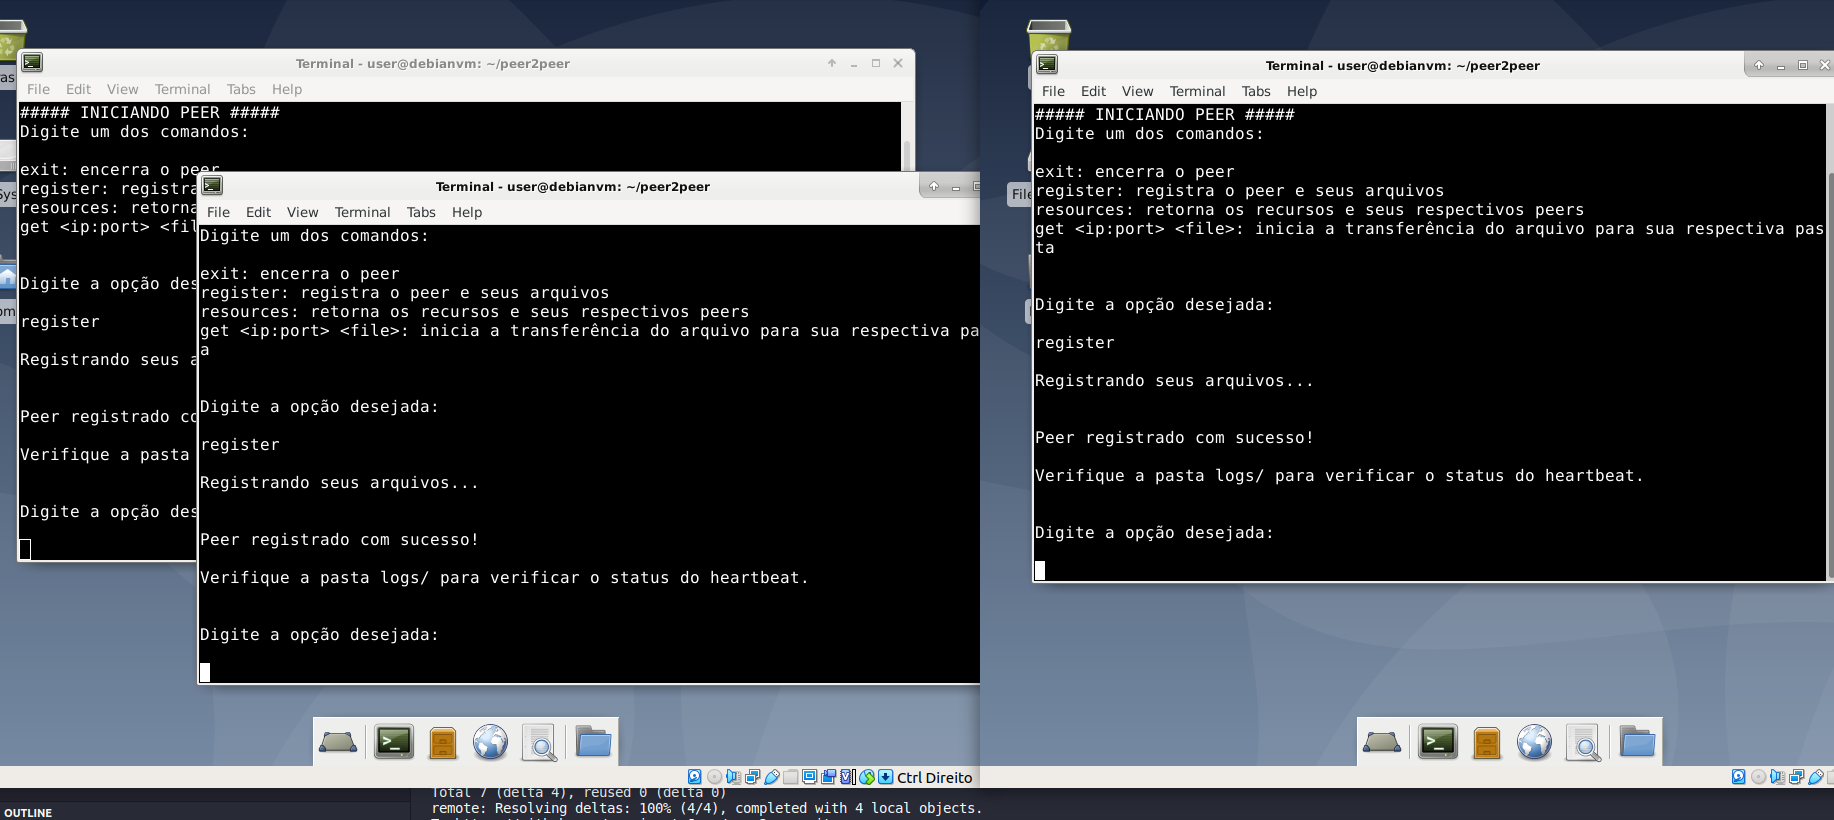 Terminal - user@debianvm: ~/peer2peer
File Edit View Terminal Tabs Help
##### INICIANDO PEER #####
Digite um dos comandos:
exit: encerra o peer
register: registra
resources: retorna
get <ip:port> <fil
Digite a opção des
register
Registrando seus a
Peer registrado co
Verifique a pasta
Digite a opção des
Terminal - user@debianvm: ~/peer2peer
File Edit View Terminal Tabs Help
Digite um dos comandos:
exit: encerra o peer
register: registra o peer e seus arquivos
resources: retorna os recursos e seus respectivos peers
get <ip:port> <file>: inicia a transferência do arquivo para sua respectiva pa
a
Digite a opção desejada:
register
Registrando seus arquivos...
Peer registrado com sucesso!
Verifique a pasta logs/ para verificar o status do heartbeat.
Digite a opção desejada:
Ctrl Direito
Terminal - user@debianvm: ~/peer2peer
File Edit View Terminal Tabs Help
##### INICIANDO PEER #####
Digite um dos comandos:
exit: encerra o peer
register: registra o peer e seus arquivos
resources: retorna os recursos e seus respectivos peers
get <ip:port> <file>: inicia a transferência do arquivo para sua respectiva pas
ta
Digite a opção desejada:
register
Registrando seus arquivos...
Peer registrado com sucesso!
Verifique a pasta logs/ para verificar o status do heartbeat.
Digite a opção desejada:
File
Total 7 (delta 4), reused 0 (delta 0)
remote: Resolving deltas: 100% (4/4), completed with 4 local objects.
OUTLINE